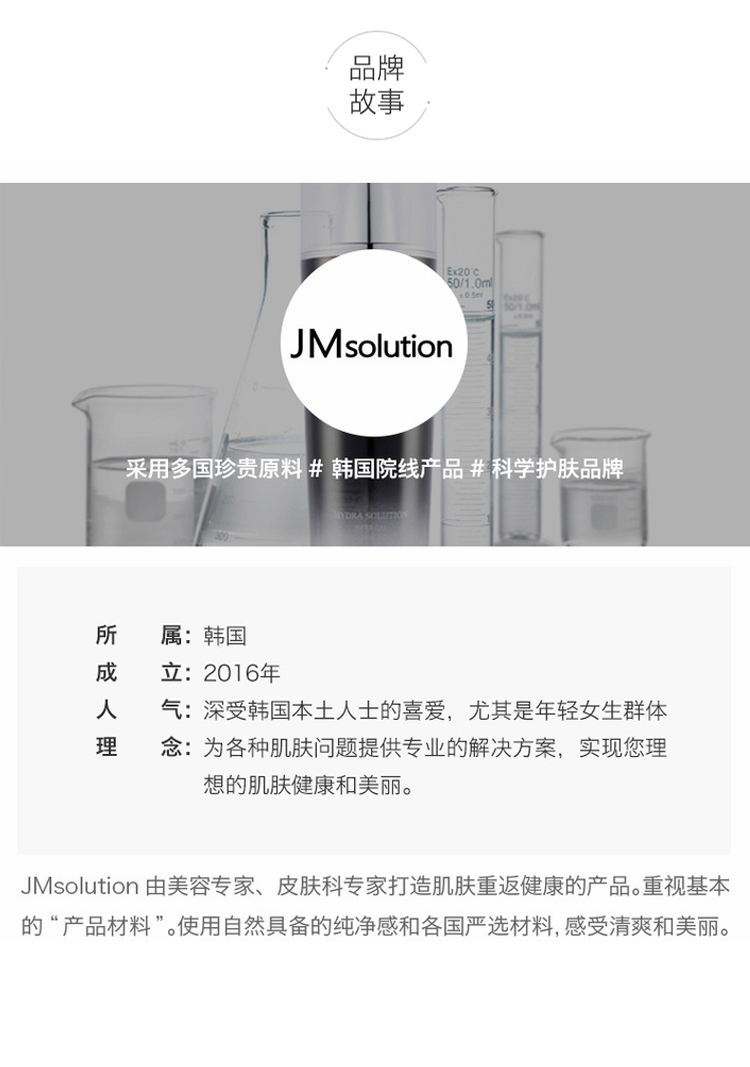 品牌
故事
Ex20°c
50/1.0ml
± 0.5ml
50
Ex20°c
50/1.0ml
JMsolution
采用多国珍贵原料 # 韩国院线产品 # 科学护肤品牌
HYDRA SOLUTION
300
所 属：韩国
成 立：2016年
人 气：深受韩国本土人士的喜爱，尤其是年轻女生群体
理 念：为各种肌肤问题提供专业的解决方案，实现您理
想的肌肤健康和美丽。
JMsolution 由美容专家、皮肤科专家打造肌肤重返健康的产品。重视基本
的 “ 产品材料 ”。使用自然具备的纯净感和各国严选材料, 感受清爽和美丽。